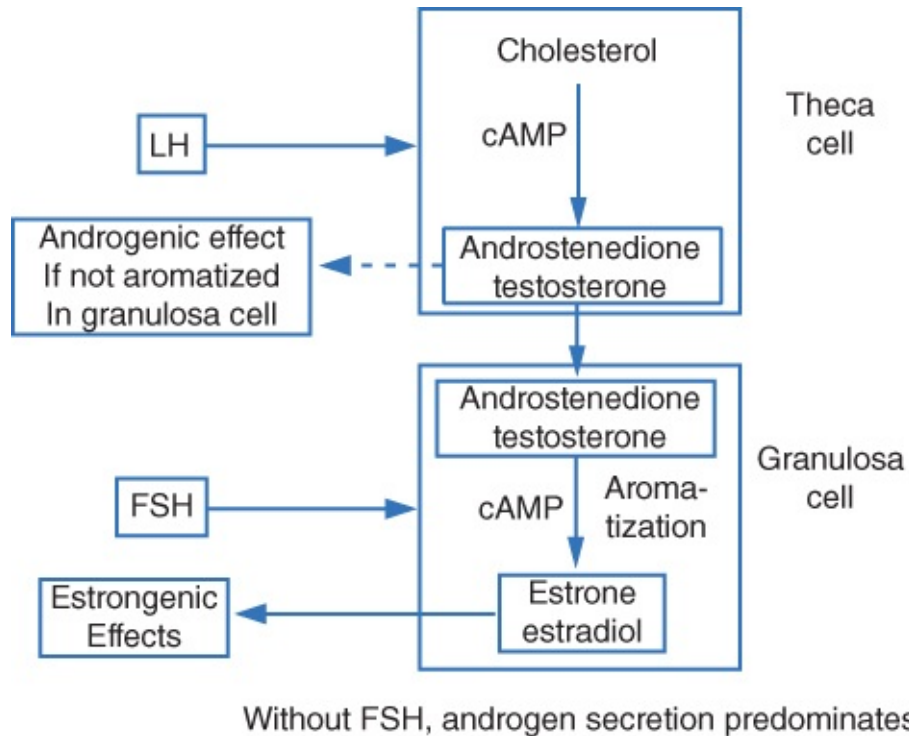 Cholesterol
cAMP
Theca
cell
LH
Androstenedione
testosterone
Androgenic effect
If not aromatized
In granulosa cell
Androstenedione
testosterone
Granulosa
cell
FSH
cAMP
Aroma-
tization
Estrone
estradiol
Estrongenic
Effects
Without FSH, androgen secretion predominates